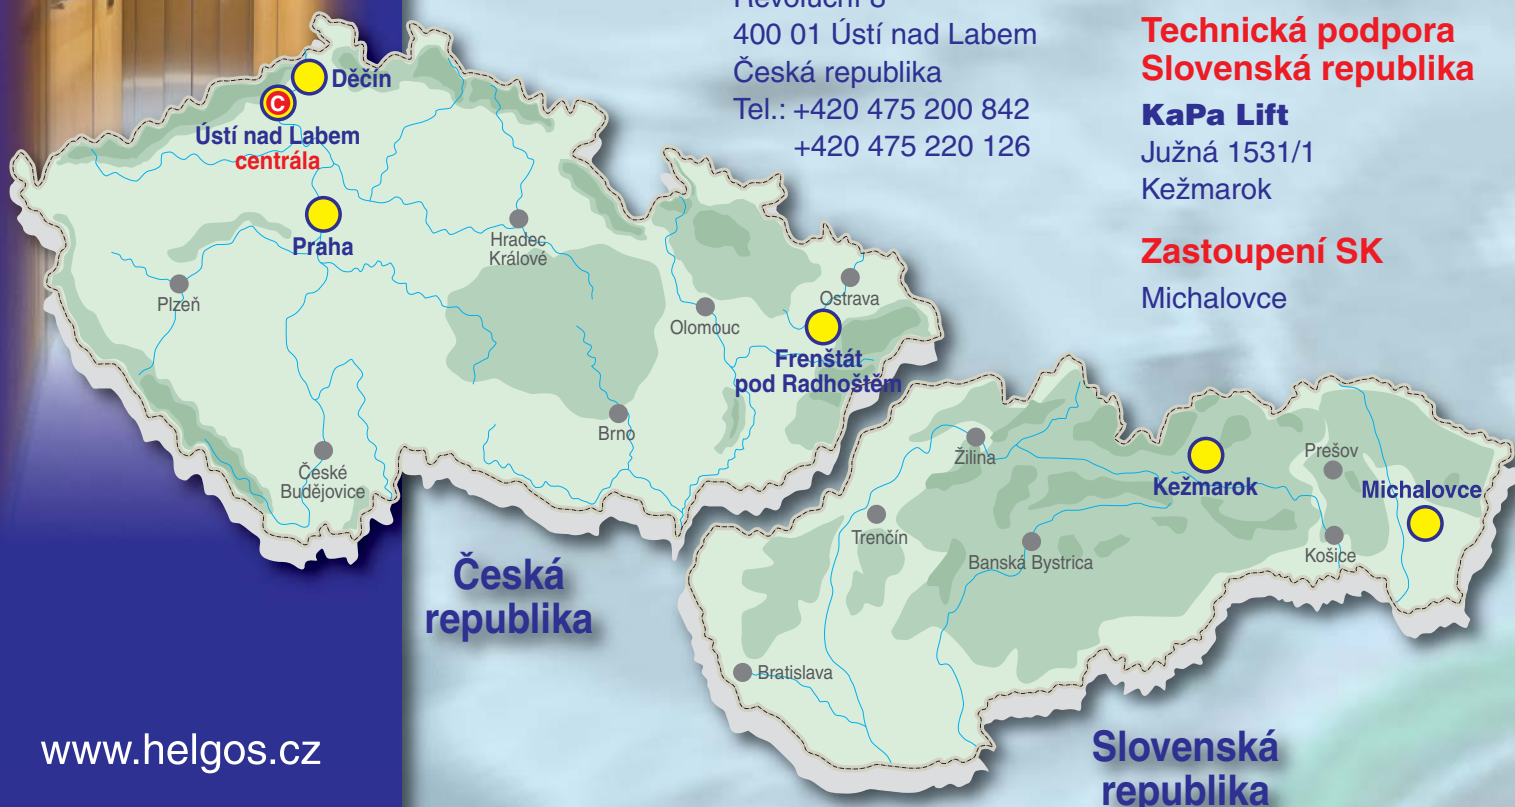 Revoluční 8
400 01 Ústí nad Labem
Česká republika
Tel.: +420 475 200 842
+420 475 220 126
Technická podpora
Slovenská republika
KaPa Lift
Južná 1531/1
Kežmarok
Zastoupení SK
Michalovce
Děčín
C
Ústí nad Labem
centrála
Praha
Hradec
Králové
Plzeň
Ostrava
Olomouc
Frenštát
pod Radhoštěm
Brno
České
Budějovice
Žilina
Kežmarok
Prešov
Michalovce
Trenčín
Banská Bystrica
Košice
Bratislava
Česká
republika
Slovenská
republika
www.helgos.cz